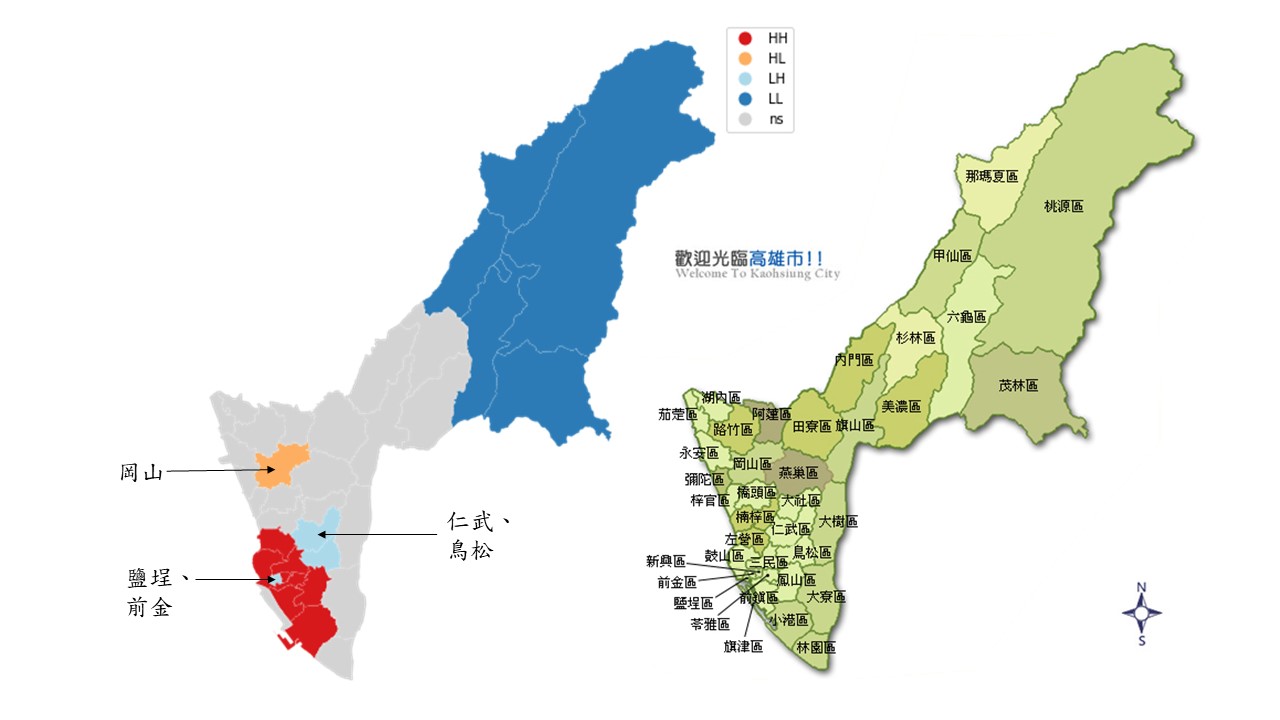 HH
HL
LH
LL
ns
岡山
仁武、
鳥松
鹽埕、
前金
歡迎光臨高雄市!!
Welcome To Kaohsiung City
那瑪夏區
桃源區
甲仙區
六龜區
杉林區
內門區
茂林區
美濃區
湖內區
茄萣區
阿蓮區
路竹區
田寮區
旗山區
永安區
岡山區
燕巢區
彌陀區
梓官區
橋頭區
大社區
楠梓區
大樹區
仁武區
左營區
鼓山區
鳥松區
新興區
三民區
前金區
鳳山區
鹽埕區
前鎮區
大寮區
苓雅區
小港區
旗津區
林園區
N
S